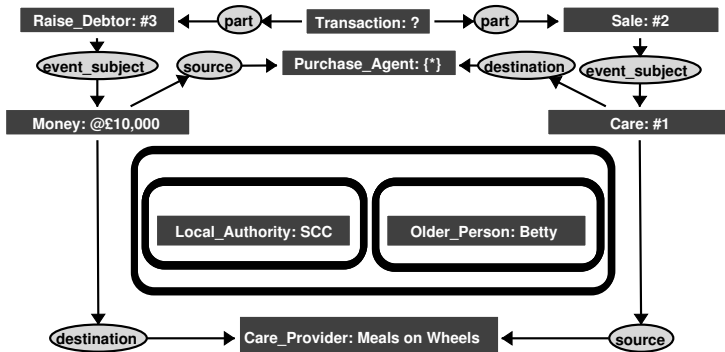 Raise_Debtor: #3
part
Transaction: ?
part
Sale: #2
event_subject
source
Purchase_Agent: {*}
destination
event_subject
Money: @£10,000
Care: #1
Local_Authority: SCC
Older_Person: Betty
destination
Care_Provider: Meals on Wheels
source